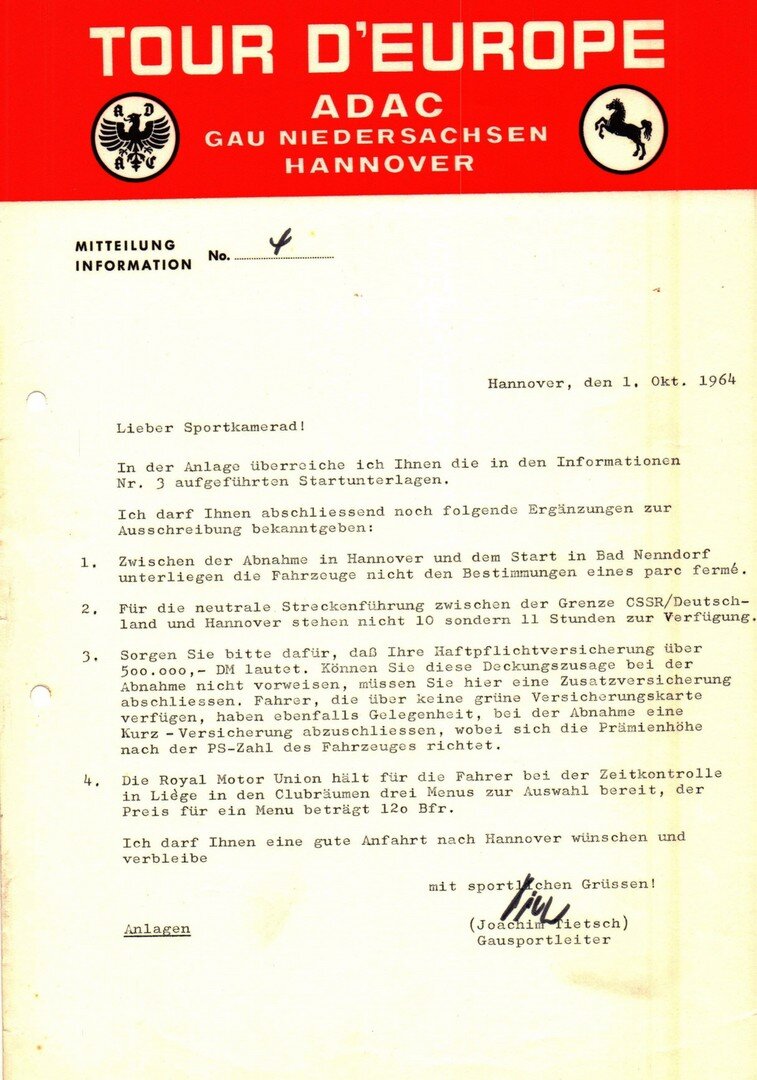 TOUR D'EUROPE
ADAC
GAU NIEDERSACHSEN
HANNOVER
A D
A C
MITTEILUNG
INFORMATION
No. 4
Hannover, den 1. Okt. 1964
Lieber Sportkamerad!
In der Anlage überreiche ich Ihnen die in den Informationen
Nr. 3 aufgeführten Startunterlagen.
Ich darf Ihnen abschliessend noch folgende Ergänzungen zur
Ausschreibung bekanntgeben:
1. Zwischen der Abnahme in Hannover und dem Start in Bad Nenndorf
unterliegen die Fahrzeuge nicht den Bestimmungen eines parc fermé.
2. Für die neutrale Streckenführung zwischen der Grenze CSSR/Deutsch-
land und Hannover stehen nicht 10 sondern 11 Stunden zur Verfügung.
3. Sorgen Sie bitte dafür, daß Ihre Haftpflichtversicherung über
500.000,- DM lautet. Können Sie diese Deckungszusage bei der
Abnahme nicht vorweisen, müssen Sie hier eine Zusatzversicherung
abschliessen. Fahrer, die über keine grüne Versicherungskarte
verfügen, haben ebenfalls Gelegenheit, bei der Abnahme eine
Kurz-Versicherung abzuschliessen, wobei sich die Prämienhöhe
nach der PS-Zahl des Fahrzeuges richtet.
4. Die Royal Motor Union hält für die Fahrer bei der Zeitkontrolle
in Liège in den Clubräumen drei Menus zur Auswahl bereit, der
Preis für ein Menu beträgt 12o Bfr.
Ich darf Ihnen eine gute Anfahrt nach Hannover wünschen und
verbleibe
mit sportlichen Grüssen!
(Joachim Tietsch)
Gausportleiter
Anlagen